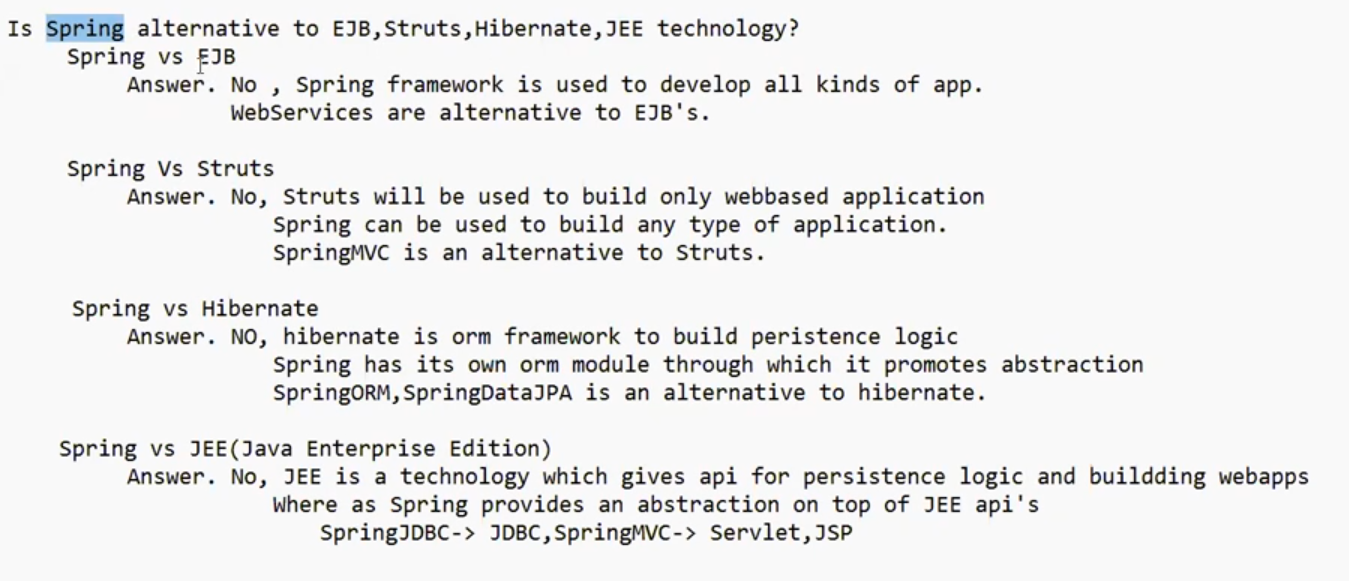 Is Spring alternative to EJB,Struts,Hibernate,JEE technology?
Spring vs EJB
Answer. No , Spring framework is used to develop all kinds of app.
WebServices are alternative to EJB's.
Spring Vs Struts
Answer. No, Struts will be used to build only webbased application
Spring can be used to build any type of application.
SpringMVC is an alternative to Struts.
Spring vs Hibernate
Answer. NO, hibernate is orm framework to build peristence logic
Spring has its own orm module through which it promotes abstraction
SpringORM,SpringDataJPA is an alternative to hibernate.
Spring vs JEE(Java Enterprise Edition)
Answer. No, JEE is a technology which gives api for persistence logic and buildding webapps
Where as Spring provides an abstraction on top of JEE api's
SpringJDBC-> JDBC,SpringMVC-> Servlet,JSP